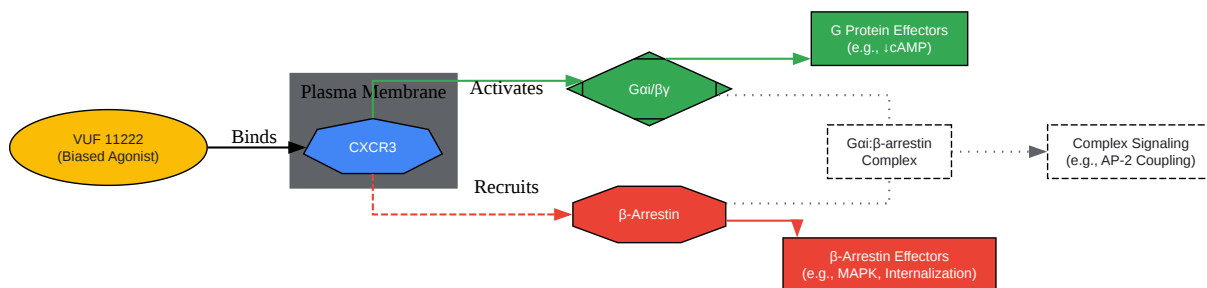 VUF 11222
(Biased Agonist)
Binds
Plasma Membrane
CXCR3
Activates
Recruits
Gαi/βγ
β-Arrestin
G Protein Effectors
(e.g., ↓cAMP)
Gαi:β-arrestin
Complex
Complex Signaling
(e.g., AP-2 Coupling)
β-Arrestin Effectors
(e.g., MAPK, Internalization)